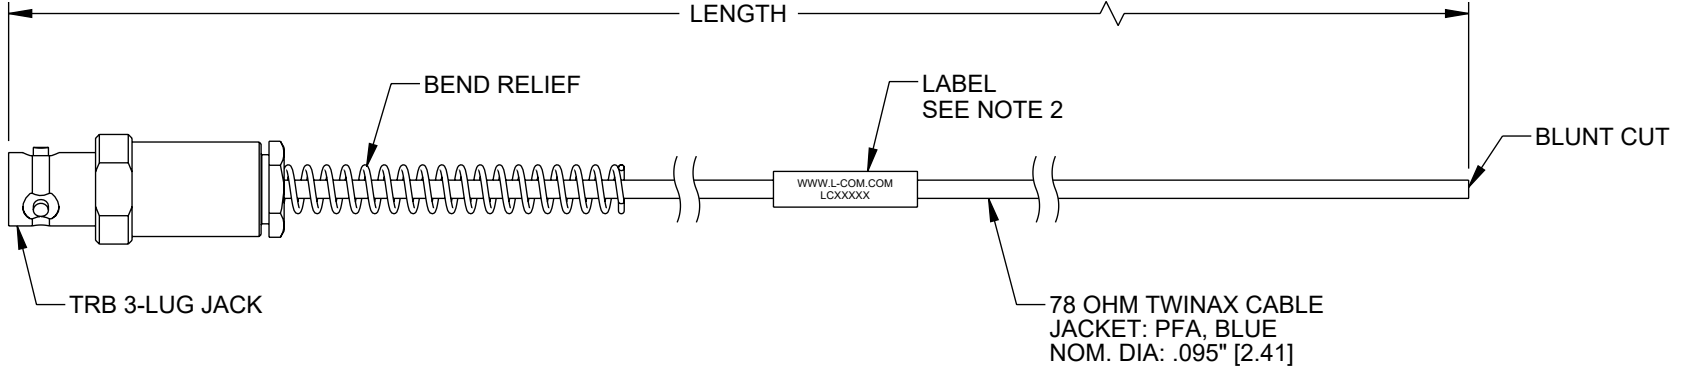 LENGTH
BEND RELIEF
LABEL
SEE NOTE 2
BLUNT CUT
WWW.L-COM.COM
LCXXXXX
TRB 3-LUG JACK
78 OHM TWINAX CABLE
JACKET: PFA, BLUE
NOM. DIA: .095" [2.41]